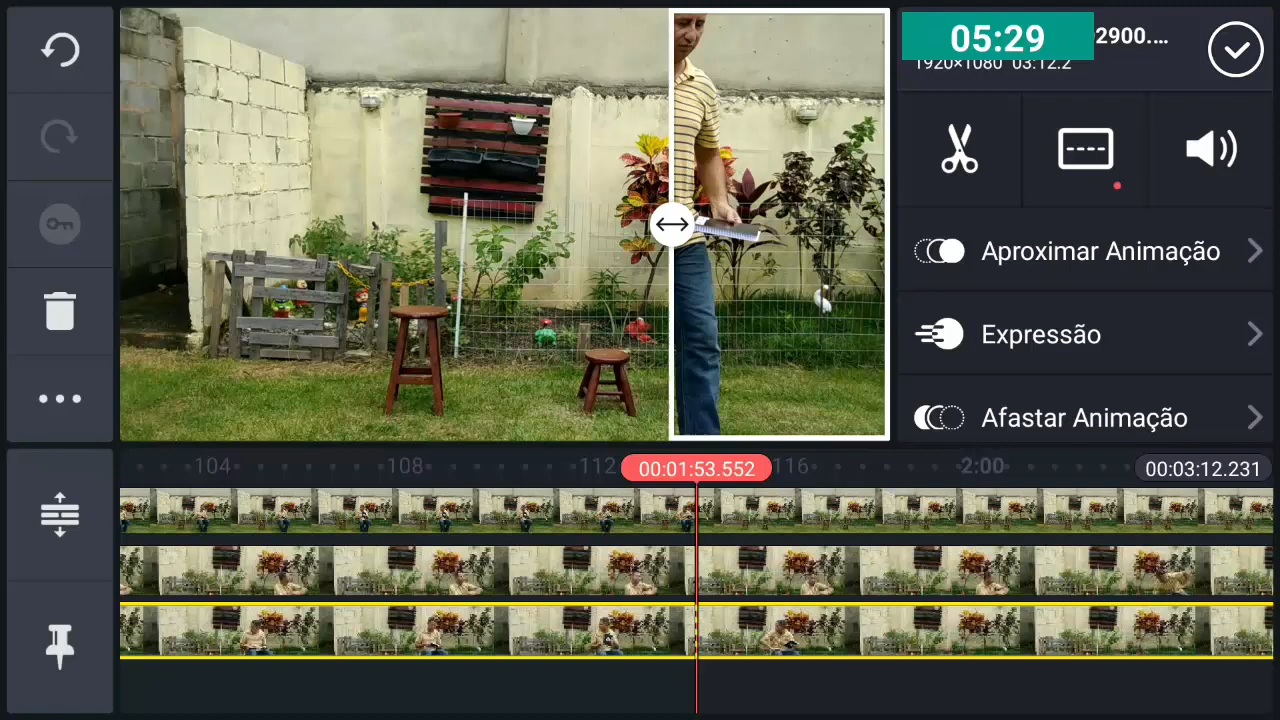 05:29
2900....
1920×1080 03:12.2
Aproximar Animação
Expressão
Afastar Animação
104 108 112 00:01:53.552 116 2:00 00:03:12.231